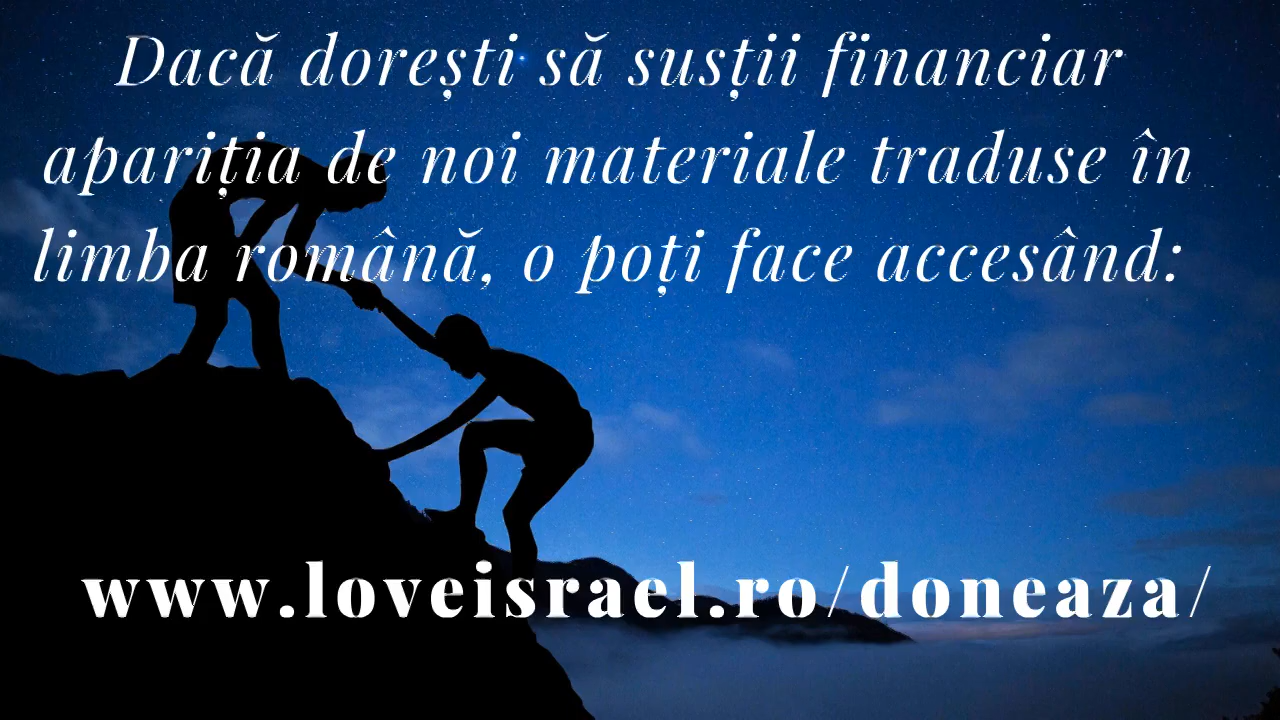 Dacă dorești să susții financiar
apariția de noi materiale traduse în
limba română, o poți face accesând:
www.loveisrael.ro/doneaza/